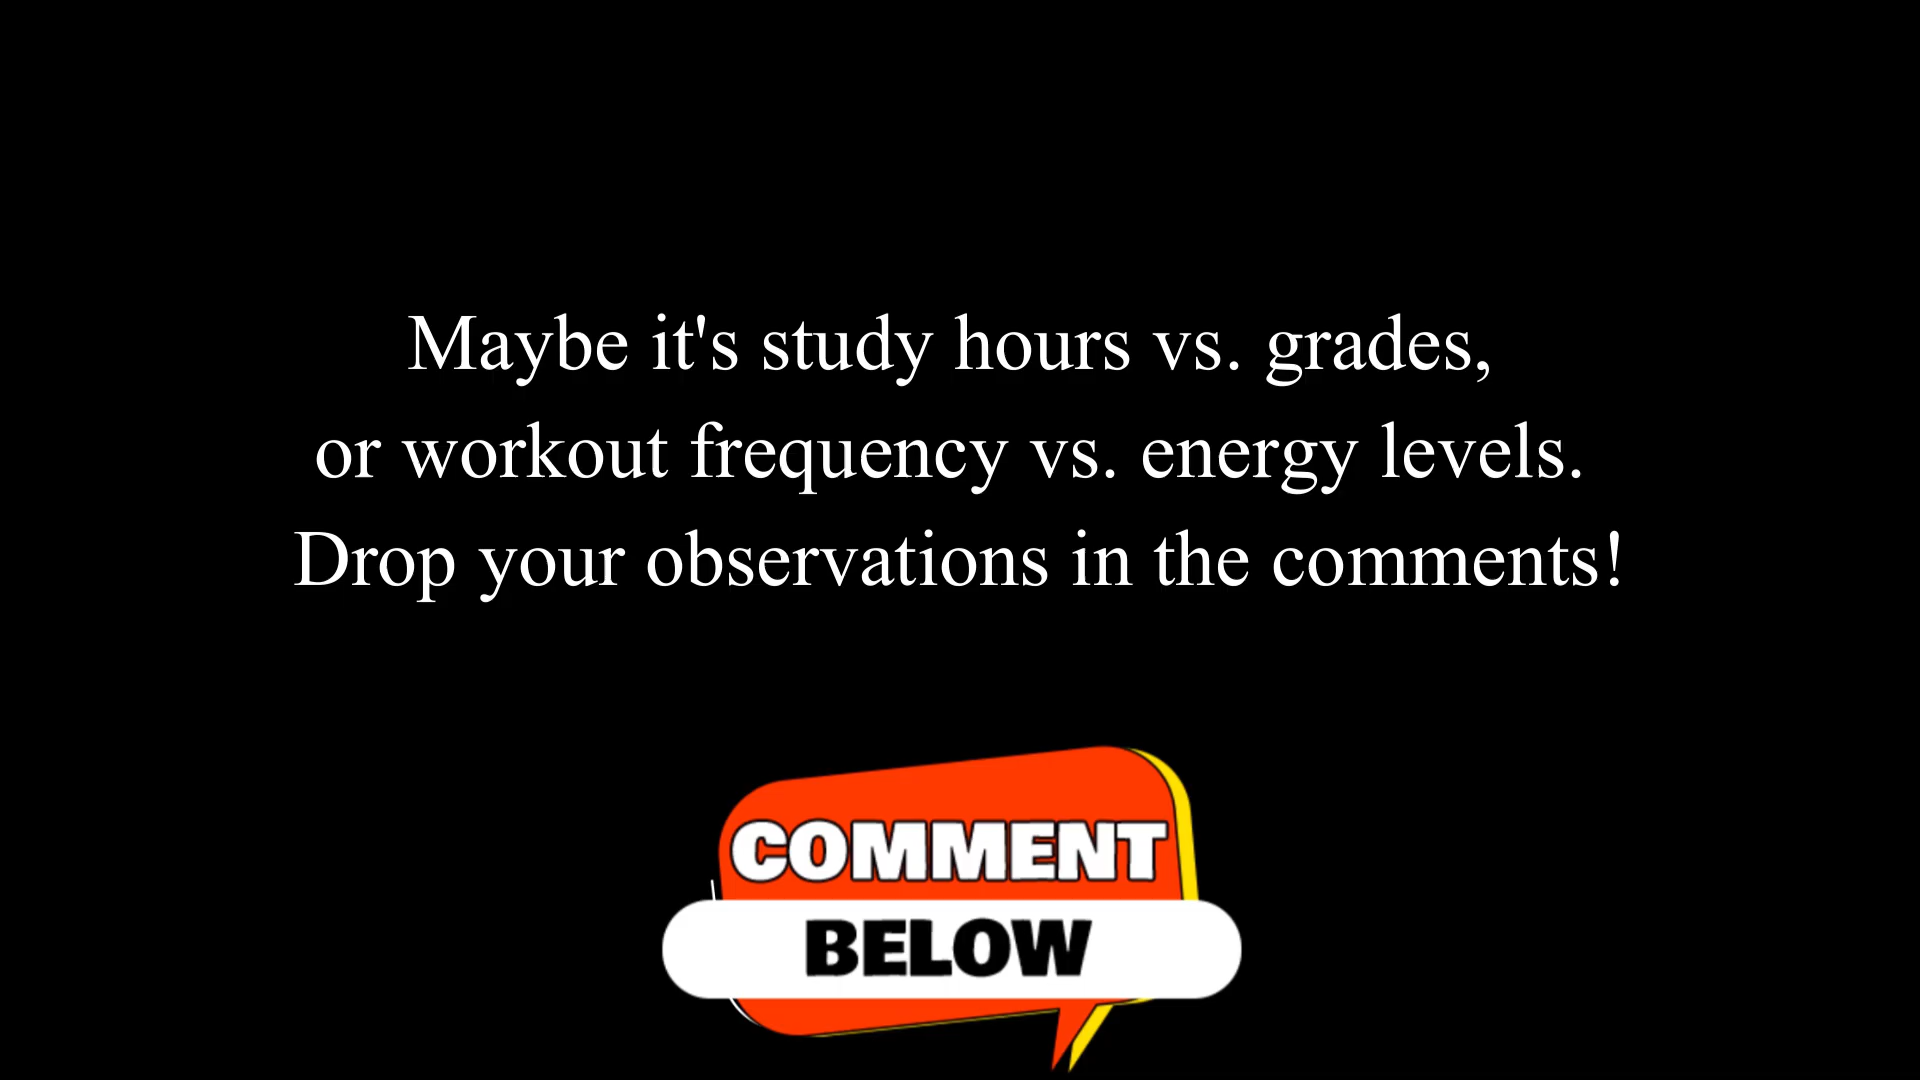 Maybe it's study hours vs. grades,
or workout frequency vs. energy levels.
Drop your observations in the comments!
COMMENT
BELOW